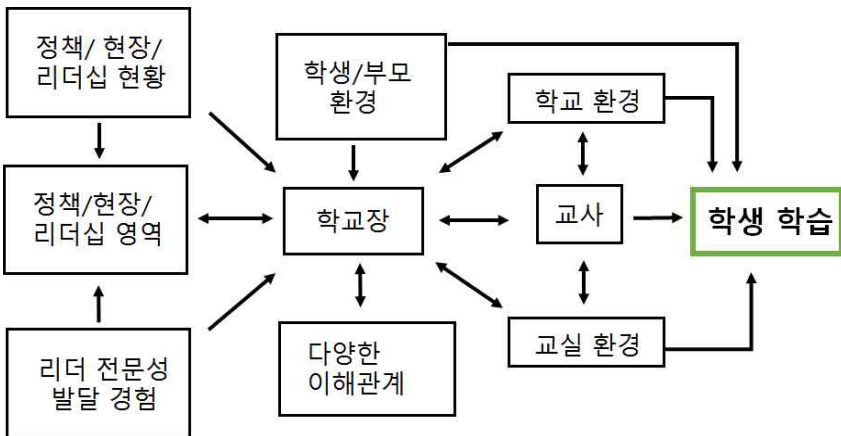 정책/ 현장/
리더십 현황
학생/부모
환경
학교 환경
정책/현장/
리더십 영역
학교장
교사
학생 학습
리더 전문성
발달 경험
다양한
이해관계
교실 환경